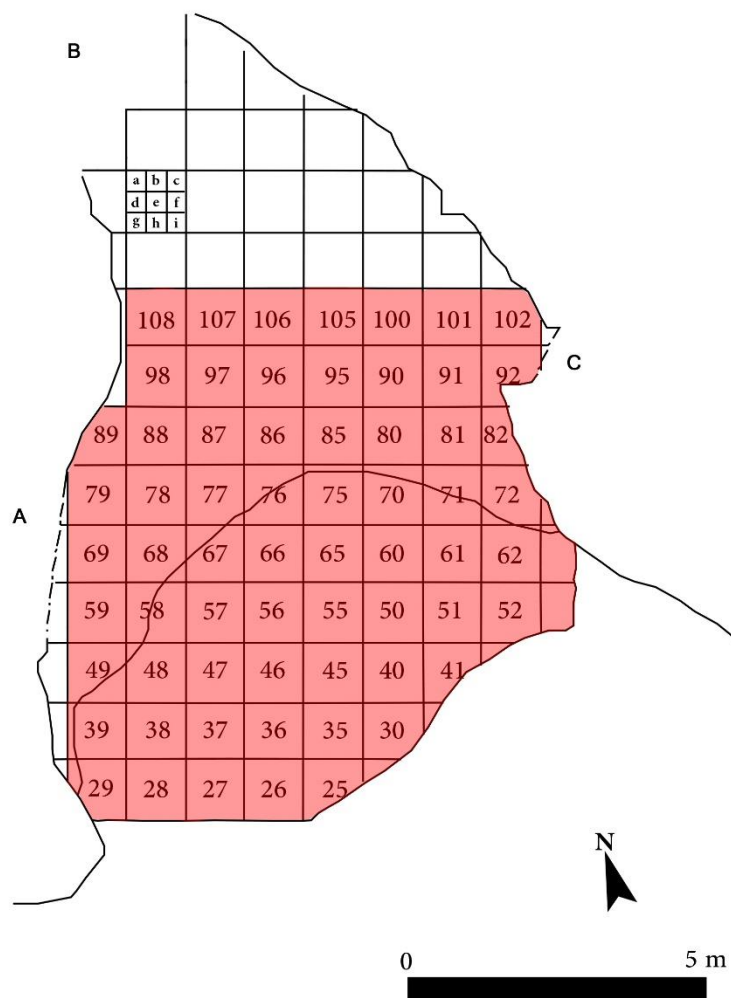 B
a b c
d e f
g h i
108 107 106 105 100 101 102
C
98 97 96 95 90 91 92
89 88 87 86 85 80 81 82
79 78 77 76 75 70 71 72
A
69 68 67 66 65 60 61 62
59 58 57 56 55 50 51 52
49 48 47 46 45 40 41
39 38 37 36 35 30
29 28 27 26 25
N
0 5 m